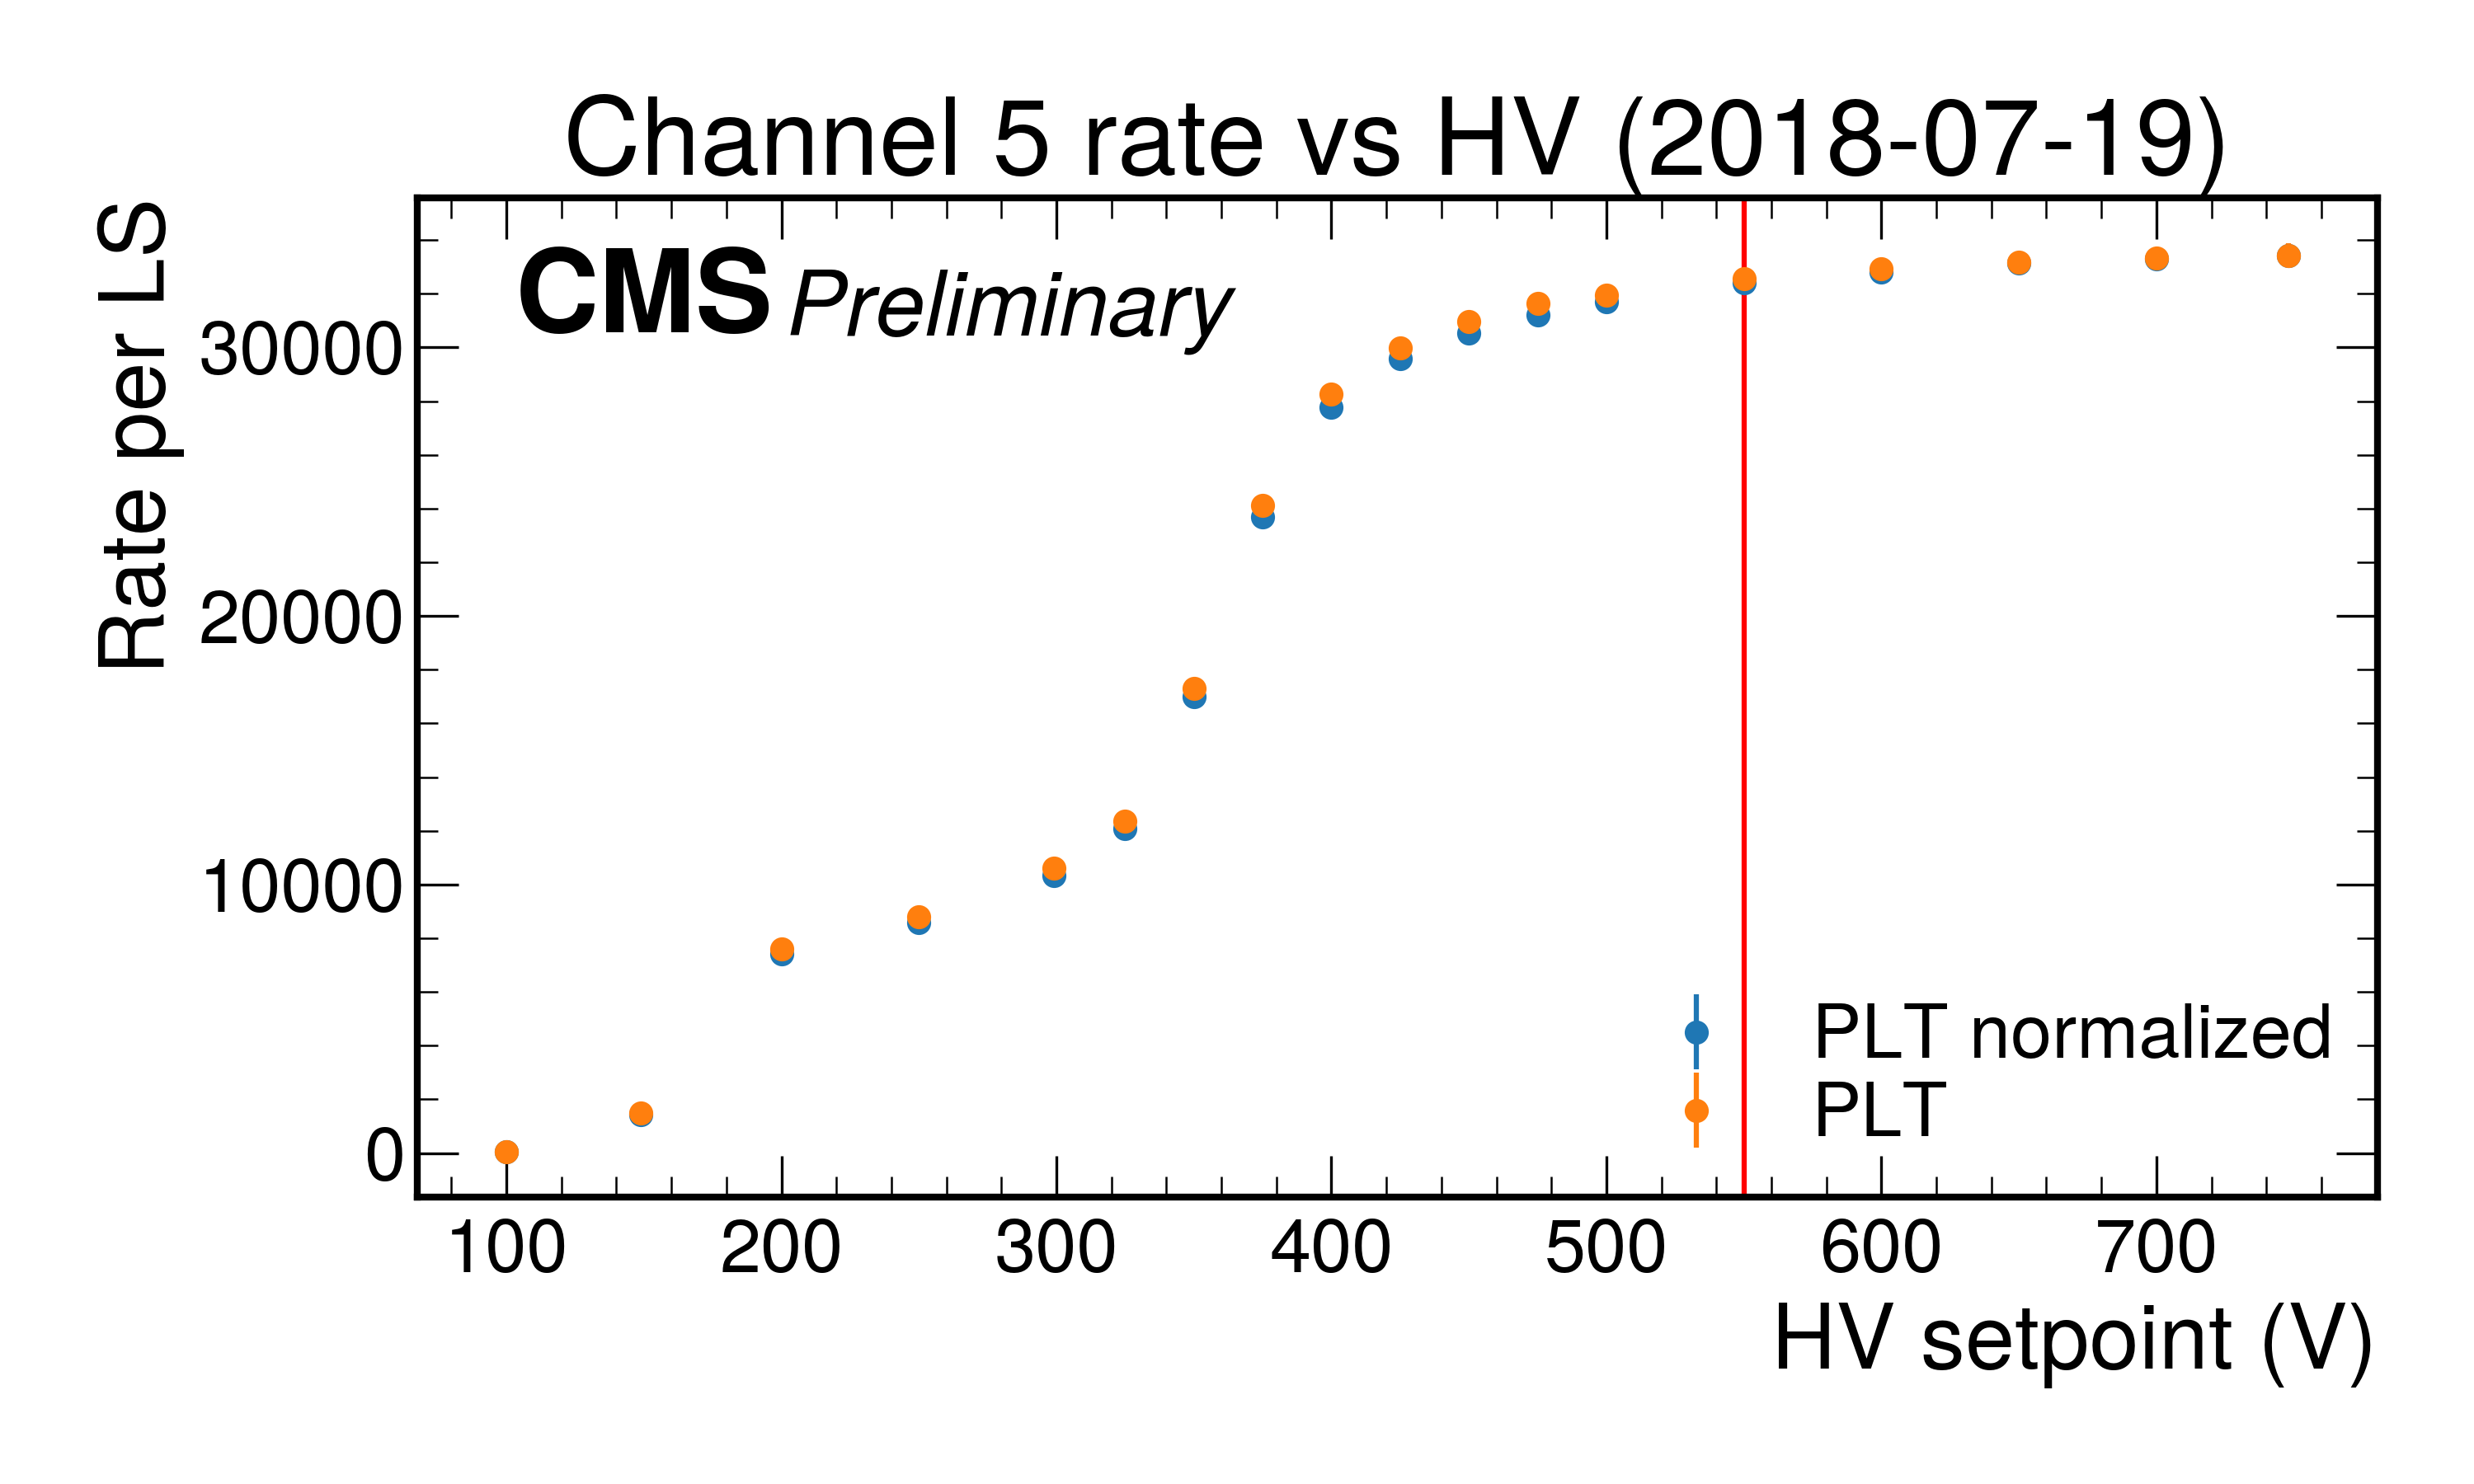 Channel 5 rate vs HV (2018-07-19)
CMS Preliminary
Rate per LS
30000
20000
10000
0
PLT normalized
PLT
100 200 300 400 500 600 700
HV setpoint (V)